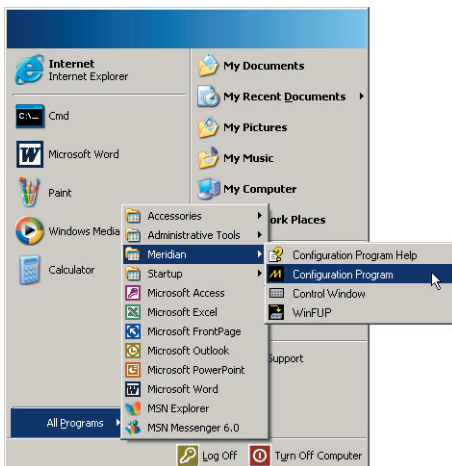 Internet
Internet Explorer
Cmd
Microsoft Word
Paint
Windows Media
Calculator
All Programs
My Documents
My Recent Documents
My Pictures
My Music
My Computer
ork Places
Support
Accessories
Administrative Tools
Meridian
Startup
Microsoft Access
Microsoft Excel
Microsoft FrontPage
Microsoft Outlook
Microsoft PowerPoint
Microsoft Word
MSN Explorer
MSN Messenger 6.0
Configuration Program Help
Configuration Program
Control Window
WinFUP
Log Off
Turn Off Computer